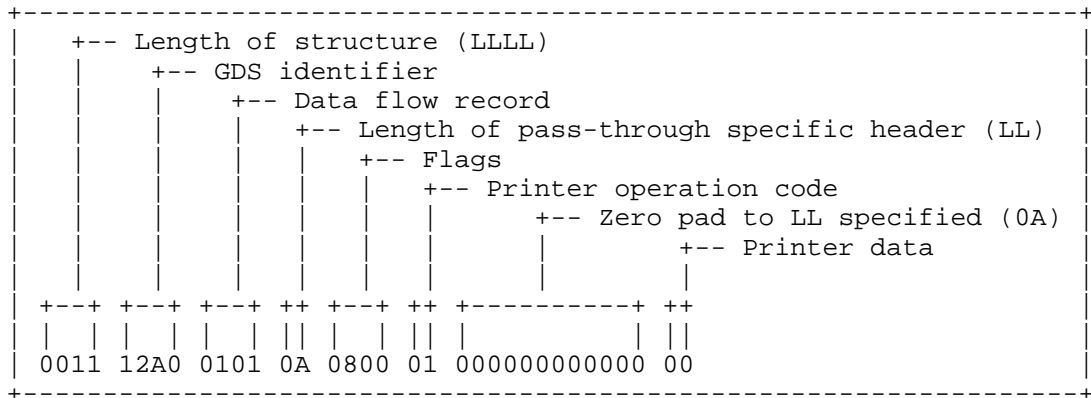 +-- Length of structure (LLLL)
+-- GDS identifier
+-- Data flow record
+-- Length of pass-through specific header (LL)
+-- Flags
+-- Printer operation code
+-- Zero pad to LL specified (0A)
+-- Printer data
0011 12A0 0101 0A 0800 01 000000000000 00